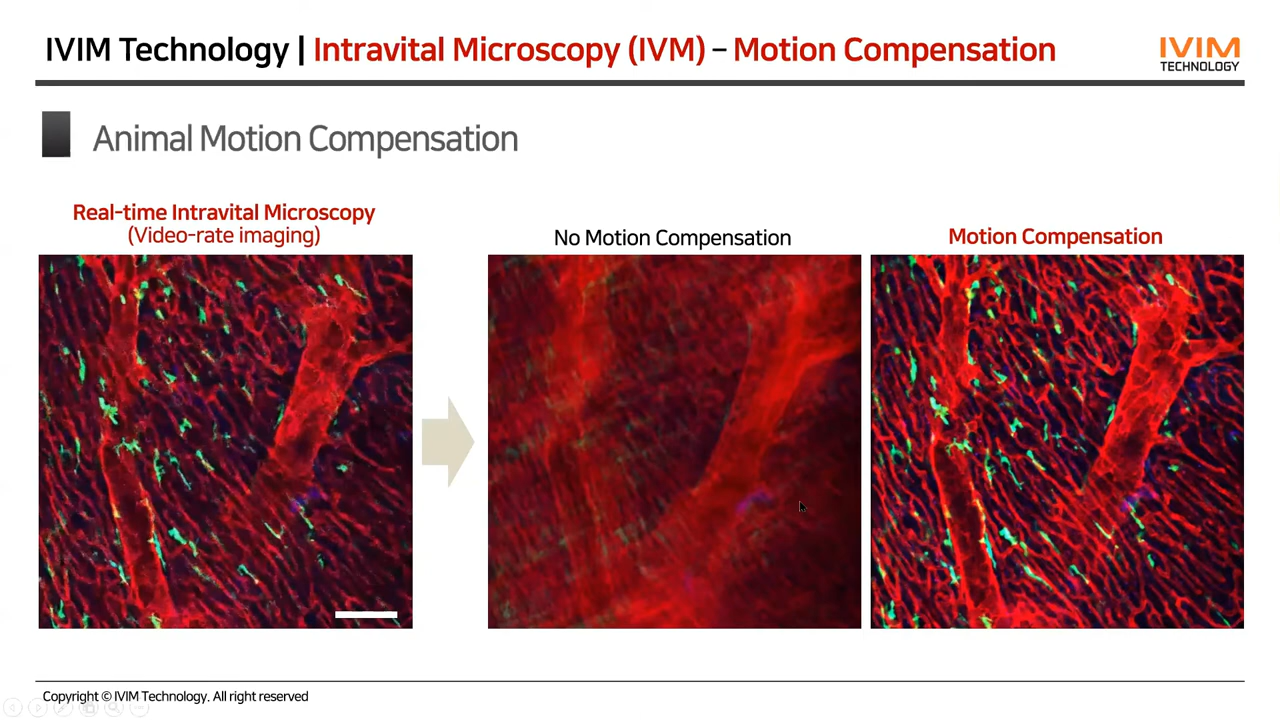 IVIM Technology | Intravital Microscopy (IVM) – Motion Compensation
IVIM
TECHNOLOGY
Animal Motion Compensation
Real-time Intravital Microscopy
(Video-rate imaging)
No Motion Compensation
Motion Compensation
Copyright © IVIM Technology. All right reserved